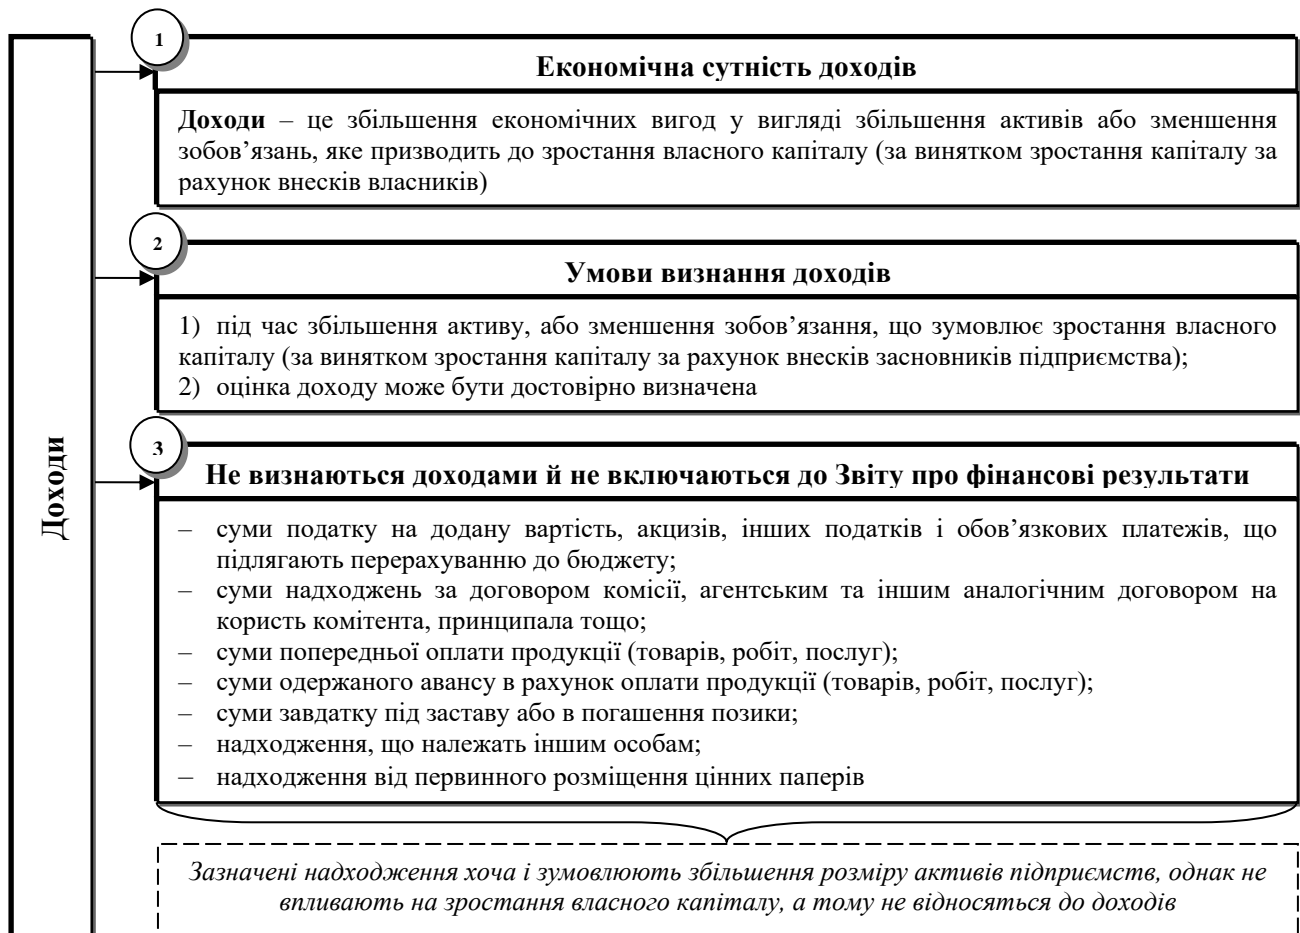 1
Економічна сутність доходів
Доходи – це збільшення економічних вигод у вигляді збільшення активів або зменшення
зобов’язань, яке призводить до зростання власного капіталу (за винятком зростання капіталу за
рахунок внесків власників)
2
Умови визнання доходів
1) під час збільшення активу, або зменшення зобов’язання, що зумовлює зростання власного
капіталу (за винятком зростання капіталу за рахунок внесків засновників підприємства);
2) оцінка доходу може бути достовірно визначена
Доходи
3
Не визнаються доходами й не включаються до Звіту про фінансові результати
– суми податку на додану вартість, акцизів, інших податків і обов’язкових платежів, що
підлягають перерахуванню до бюджету;
– суми надходжень за договором комісії, агентським та іншим аналогічним договором на
користь комітента, принципала тощо;
– суми попередньої оплати продукції (товарів, робіт, послуг);
– суми одержаного авансу в рахунок оплати продукції (товарів, робіт, послуг);
– суми завдатку під заставу або в погашення позики;
– надходження, що належать іншим особам;
– надходження від первинного розміщення цінних паперів
Зазначені надходження хоча і зумовлюють збільшення розміру активів підприємств, однак не
впливають на зростання власного капіталу, а тому не відносяться до доходів